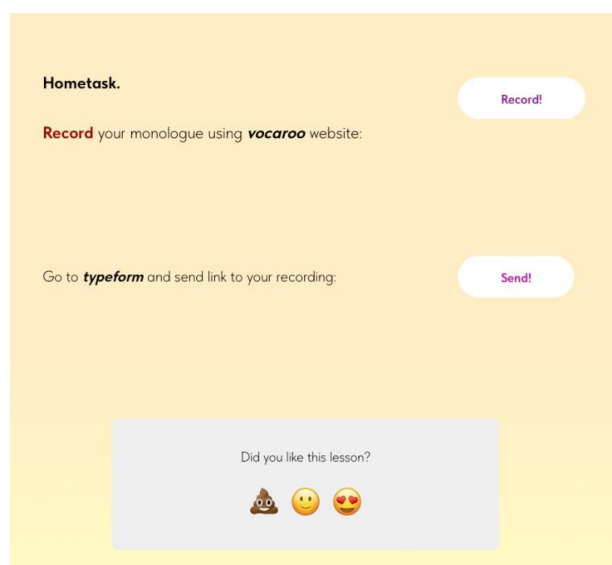 Hometask.
Record!
Record your monologue using vocaroo website:
Go to typeform and send link to your recording:
Send!
Did you like this lesson?